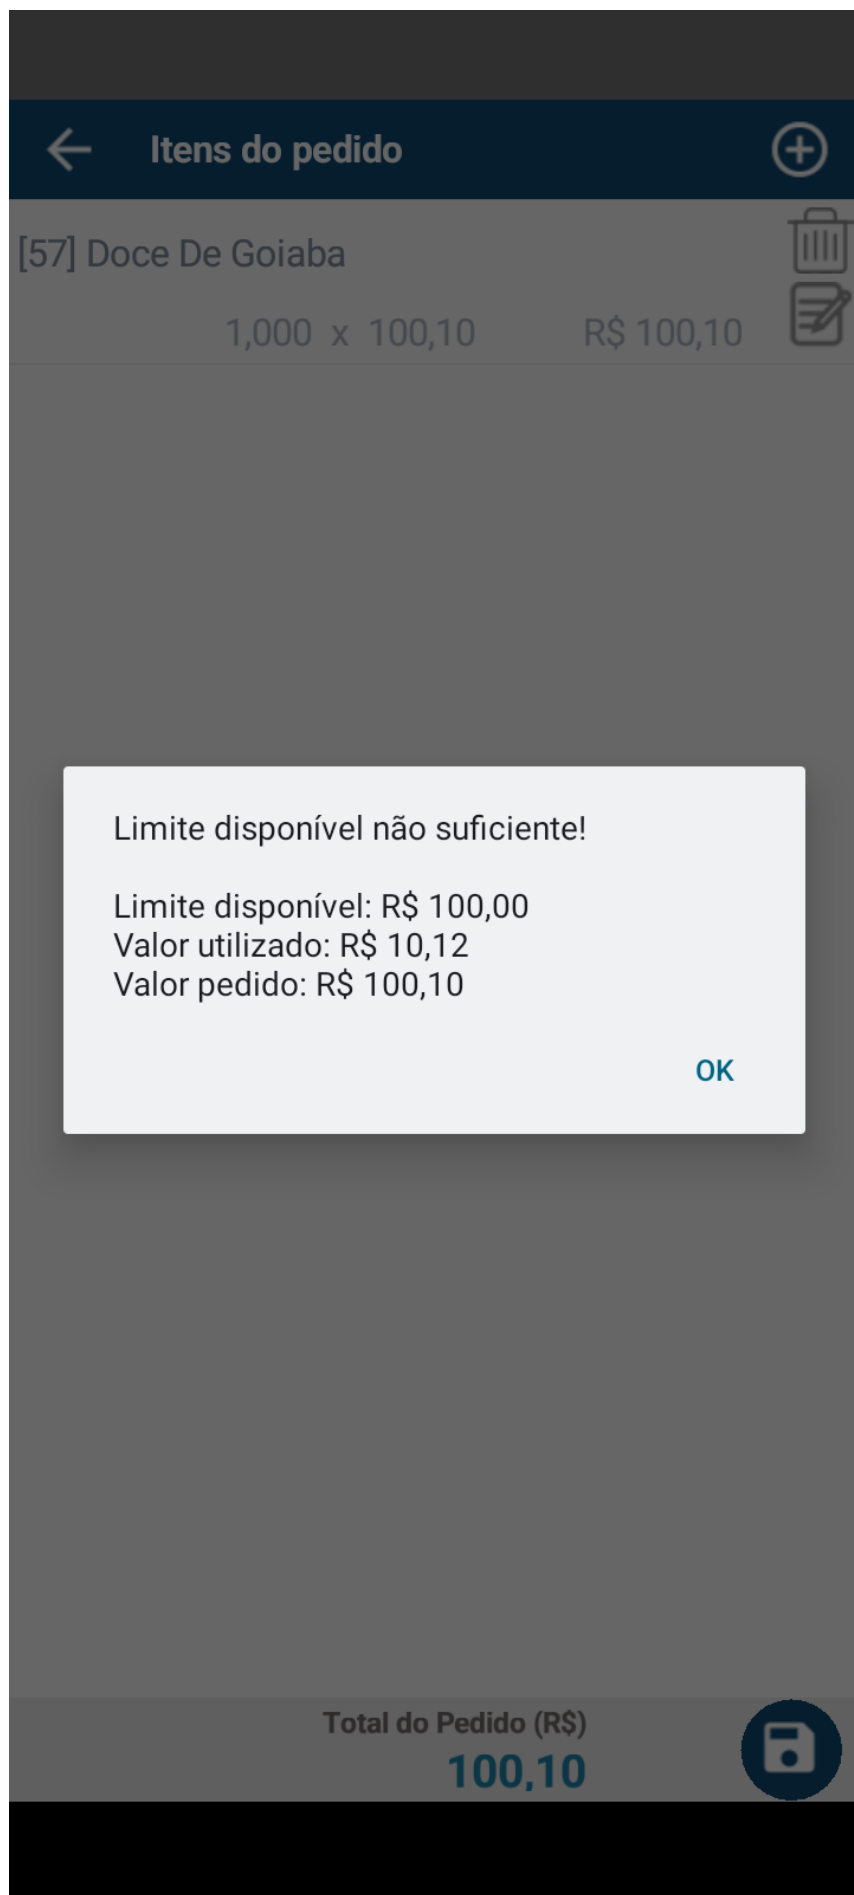 Itens do pedido
[57] Doce De Goiaba
1,000 x 100,10 R$ 100,10
Limite disponível não suficiente!
Limite disponível: R$ 100,00
Valor utilizado: R$ 10,12
Valor pedido: R$ 100,10
OK
Total do Pedido (R$)
100,10